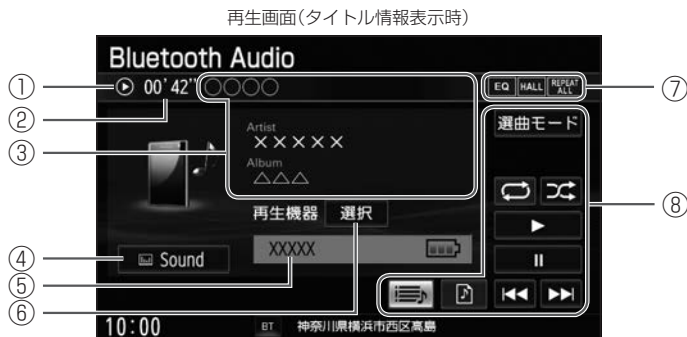 再生画面（タイトル情報表示時）
Bluetooth Audio
① 00'42" ○○○○ EQ HALL REPEAT ALL ⑦
②
③ Artist
×××××
Album
△△△
選曲モード
⑧
再生機器 選択
④ Sound
⑤ XXXXX
⑥
10:00 BT 神奈川県横浜市西区高島